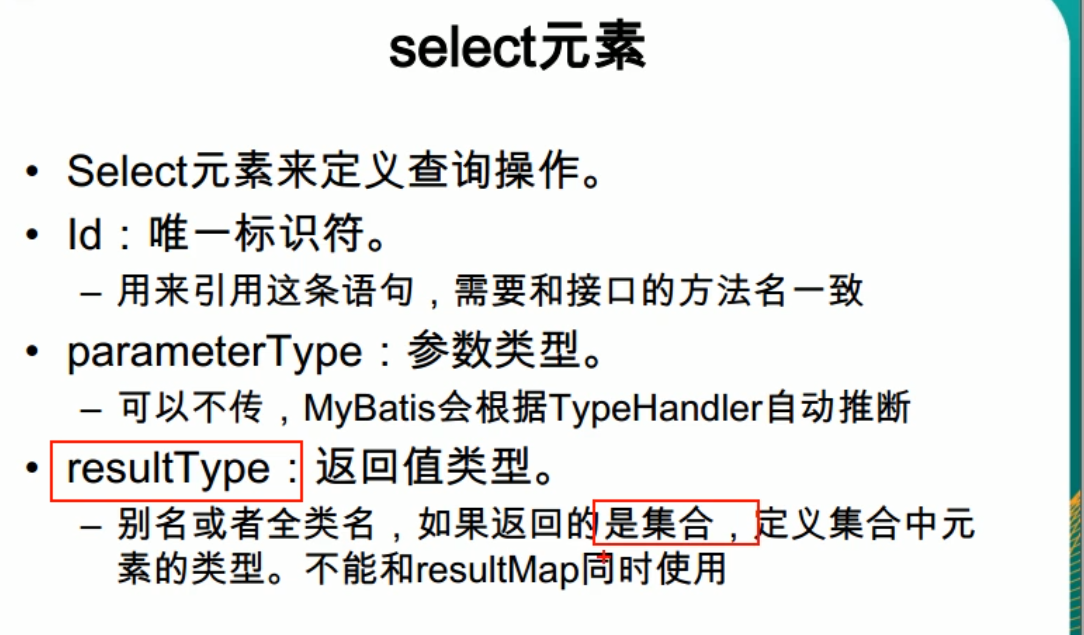 select元素
• Select元素来定义查询操作。
• Id：唯一标识符。
– 用来引用这条语句，需要和接口的方法名一致
• parameterType：参数类型。
– 可以不传，MyBatis会根据TypeHandler自动推断
• resultType：返回值类型。
– 别名或者全类名，如果返回的是集合，定义集合中元
素的类型。不能和resultMap同时使用